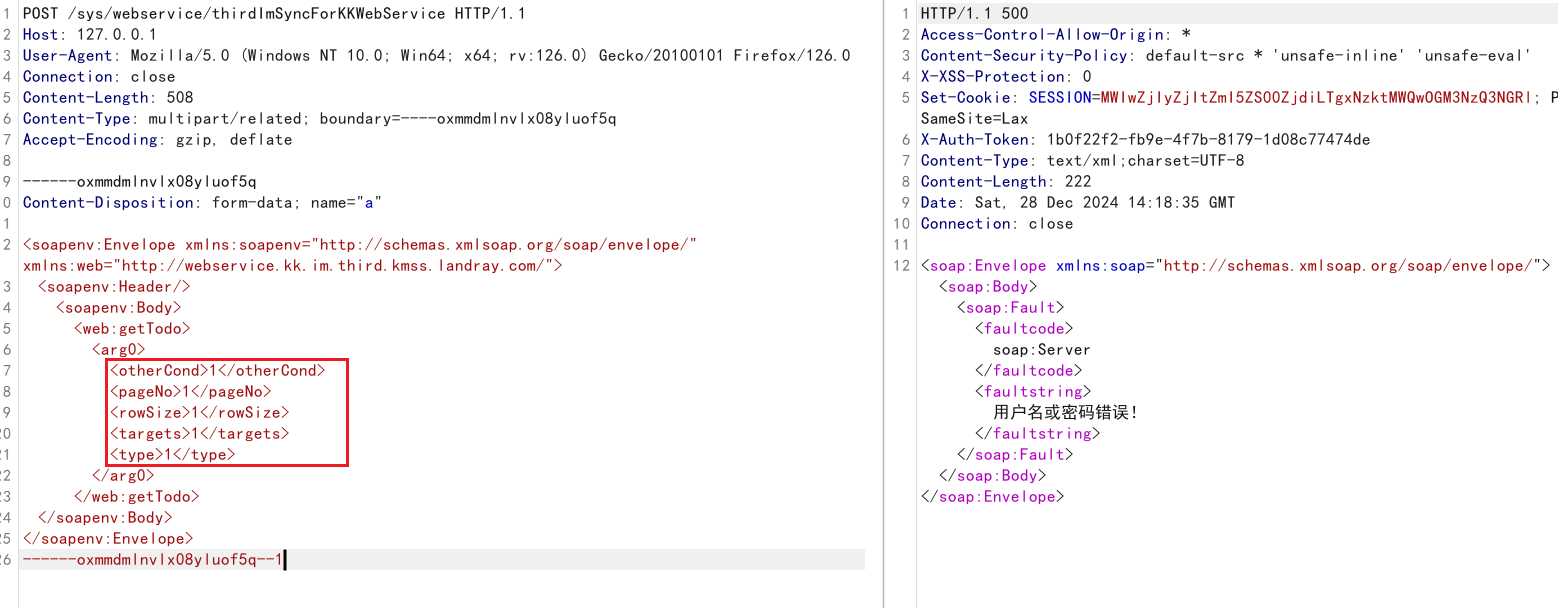 1 POST /sys/webservice/thirdImSyncForKKWebService HTTP/1.1
2 Host: 127.0.0.1
3 User-Agent: Mozilla/5.0 (Windows NT 10.0; Win64; x64; rv:126.0) Gecko/20100101 Firefox/126.0
4 Connection: close
5 Content-Length: 508
6 Content-Type: multipart/related; boundary=----oxmmdmlnvlx08yluof5q
7 Accept-Encoding: gzip, deflate
8
9 ------oxmmdmlnvlx08yluof5q
0 Content-Disposition: form-data; name="a"
1
2 <soapenv:Envelope xmlns:soapenv="http://schemas.xmlsoap.org/soap/envelope/"
xmlns:web="http://webservice.kk.im.third.kmss.landray.com/">
3 <soapenv:Header/>
4 <soapenv:Body>
5 <web:getTodo>
6 <arg0>
7 <otherCond>1</otherCond>
8 <pageNo>1</pageNo>
9 <rowSize>1</rowSize>
20 <targets>1</targets>
21 <type>1</type>
22 </arg0>
23 </web:getTodo>
24 </soapenv:Body>
25 </soapenv:Envelope>
26 ------oxmmdmlnvlx08yluof5q--1
1 HTTP/1.1 500
2 Access-Control-Allow-Origin: *
3 Content-Security-Policy: default-src * 'unsafe-inline' 'unsafe-eval'
4 X-XSS-Protection: 0
5 Set-Cookie: SESSION=MWIwZjIyZjItZmI5ZS00ZjdiLTgxNzktMWQwOGM3NzQ3NGRl; P
SameSite=Lax
6 X-Auth-Token: 1b0f22f2-fb9e-4f7b-8179-1d08c77474de
7 Content-Type: text/xml;charset=UTF-8
8 Content-Length: 222
9 Date: Sat, 28 Dec 2024 14:18:35 GMT
10 Connection: close
11
12 <soap:Envelope xmlns:soap="http://schemas.xmlsoap.org/soap/envelope/">
<soap:Body>
<soap:Fault>
<faultcode>
soap:Server
</faultcode>
<faultstring>
用户名或密码错误!
</faultstring>
</soap:Fault>
</soap:Body>
</soap:Envelope>